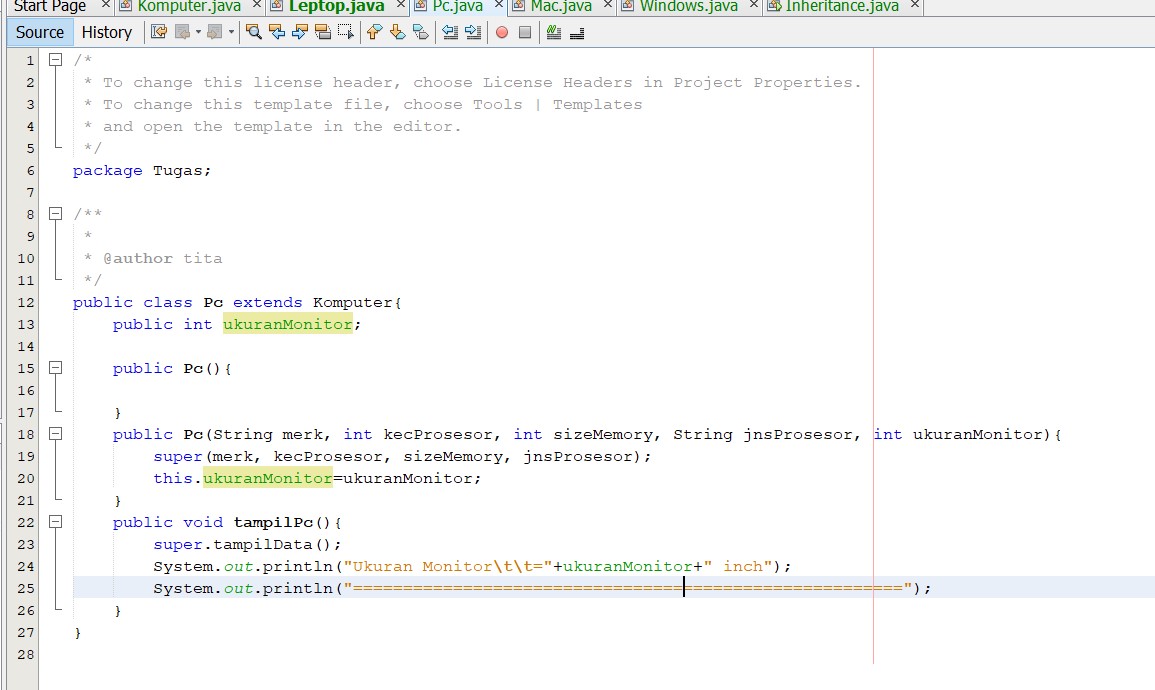 Start Page Komputer.java Leptop.java Pc.java Mac.java Windows.java Inheritance.java
Source History
1 /*
2 * To change this license header, choose License Headers in Project Properties.
3 * To change this template file, choose Tools | Templates
4 * and open the template in the editor.
5 */
6 package Tugas;
7
8 /**
9 *
10 * @author tita
11 */
12 public class Pc extends Komputer{
13 public int ukuranMonitor;
14
15 public Pc(){
16
17 }
18 public Pc(String merk, int kecProsesor, int sizeMemory, String jnsProsesor, int ukuranMonitor){
19 super(merk, kecProsesor, sizeMemory, jnsProsesor);
20 this.ukuranMonitor=ukuranMonitor;
21 }
22 public void tampilPc(){
23 super.tampilData();
24 System.out.println("Ukuran Monitor\t\t="+ukuranMonitor+" inch");
25 System.out.println("=======================================================");
26 }
27 }
28